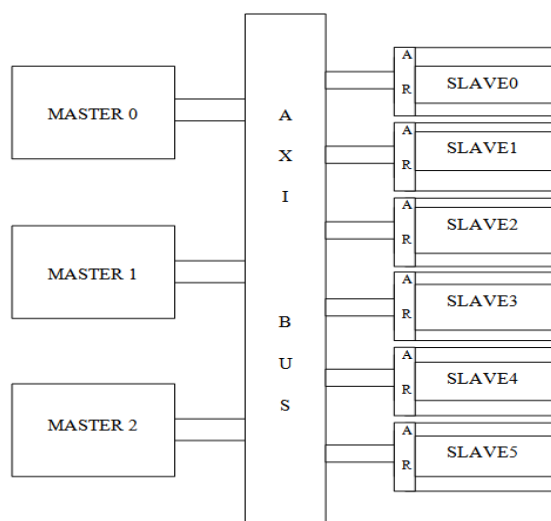 MASTER 0
MASTER 1
MASTER 2
A
X
I
B
U
S
A
R
SLAVE0
A
R
SLAVE1
A
R
SLAVE2
A
R
SLAVE3
A
R
SLAVE4
A
R
SLAVE5